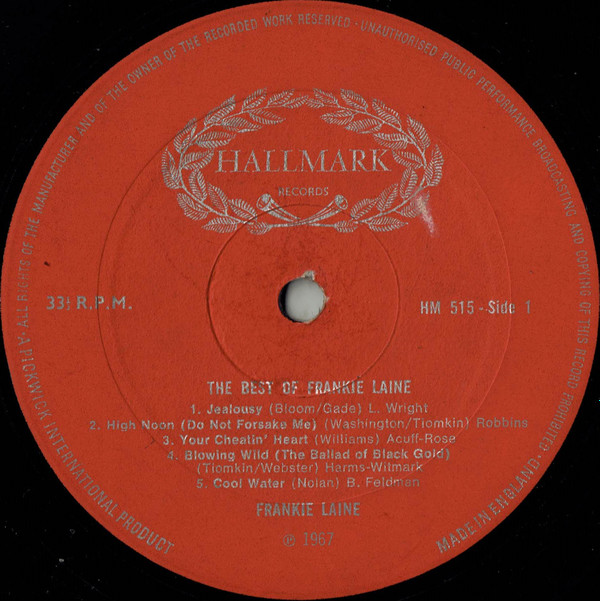 ALL RIGHTS OF THE MANUFACTURER AND OF THE OWNER OF THE RECORDED WORK RESERVED · UNAUTHORISED PUBLIC PERFORMANCE BROADCASTING AND COPYING OF THIS RECORD PROHIBITED ·
HALLMARK
RECORDS
33⅓ R.P.M.
HM 515 - Side 1
THE BEST OF FRANKIE LAINE
1. Jealousy (Bloom/Gade) L. Wright
2. High Noon (Do Not Forsake Me) (Washington/Tiomkin) Robbins
3. Your Cheatin' Heart (Williams) Acuff-Rose
4. Blowing Wild (The Ballad of Black Gold)
(Tiomkin/Webster) Harms-Witmark
5. Cool Water (Nolan) B. Feldman
FRANKIE LAINE
℗ 1967
A PICKWICK INTERNATIONAL PRODUCT
MADE IN ENGLAND